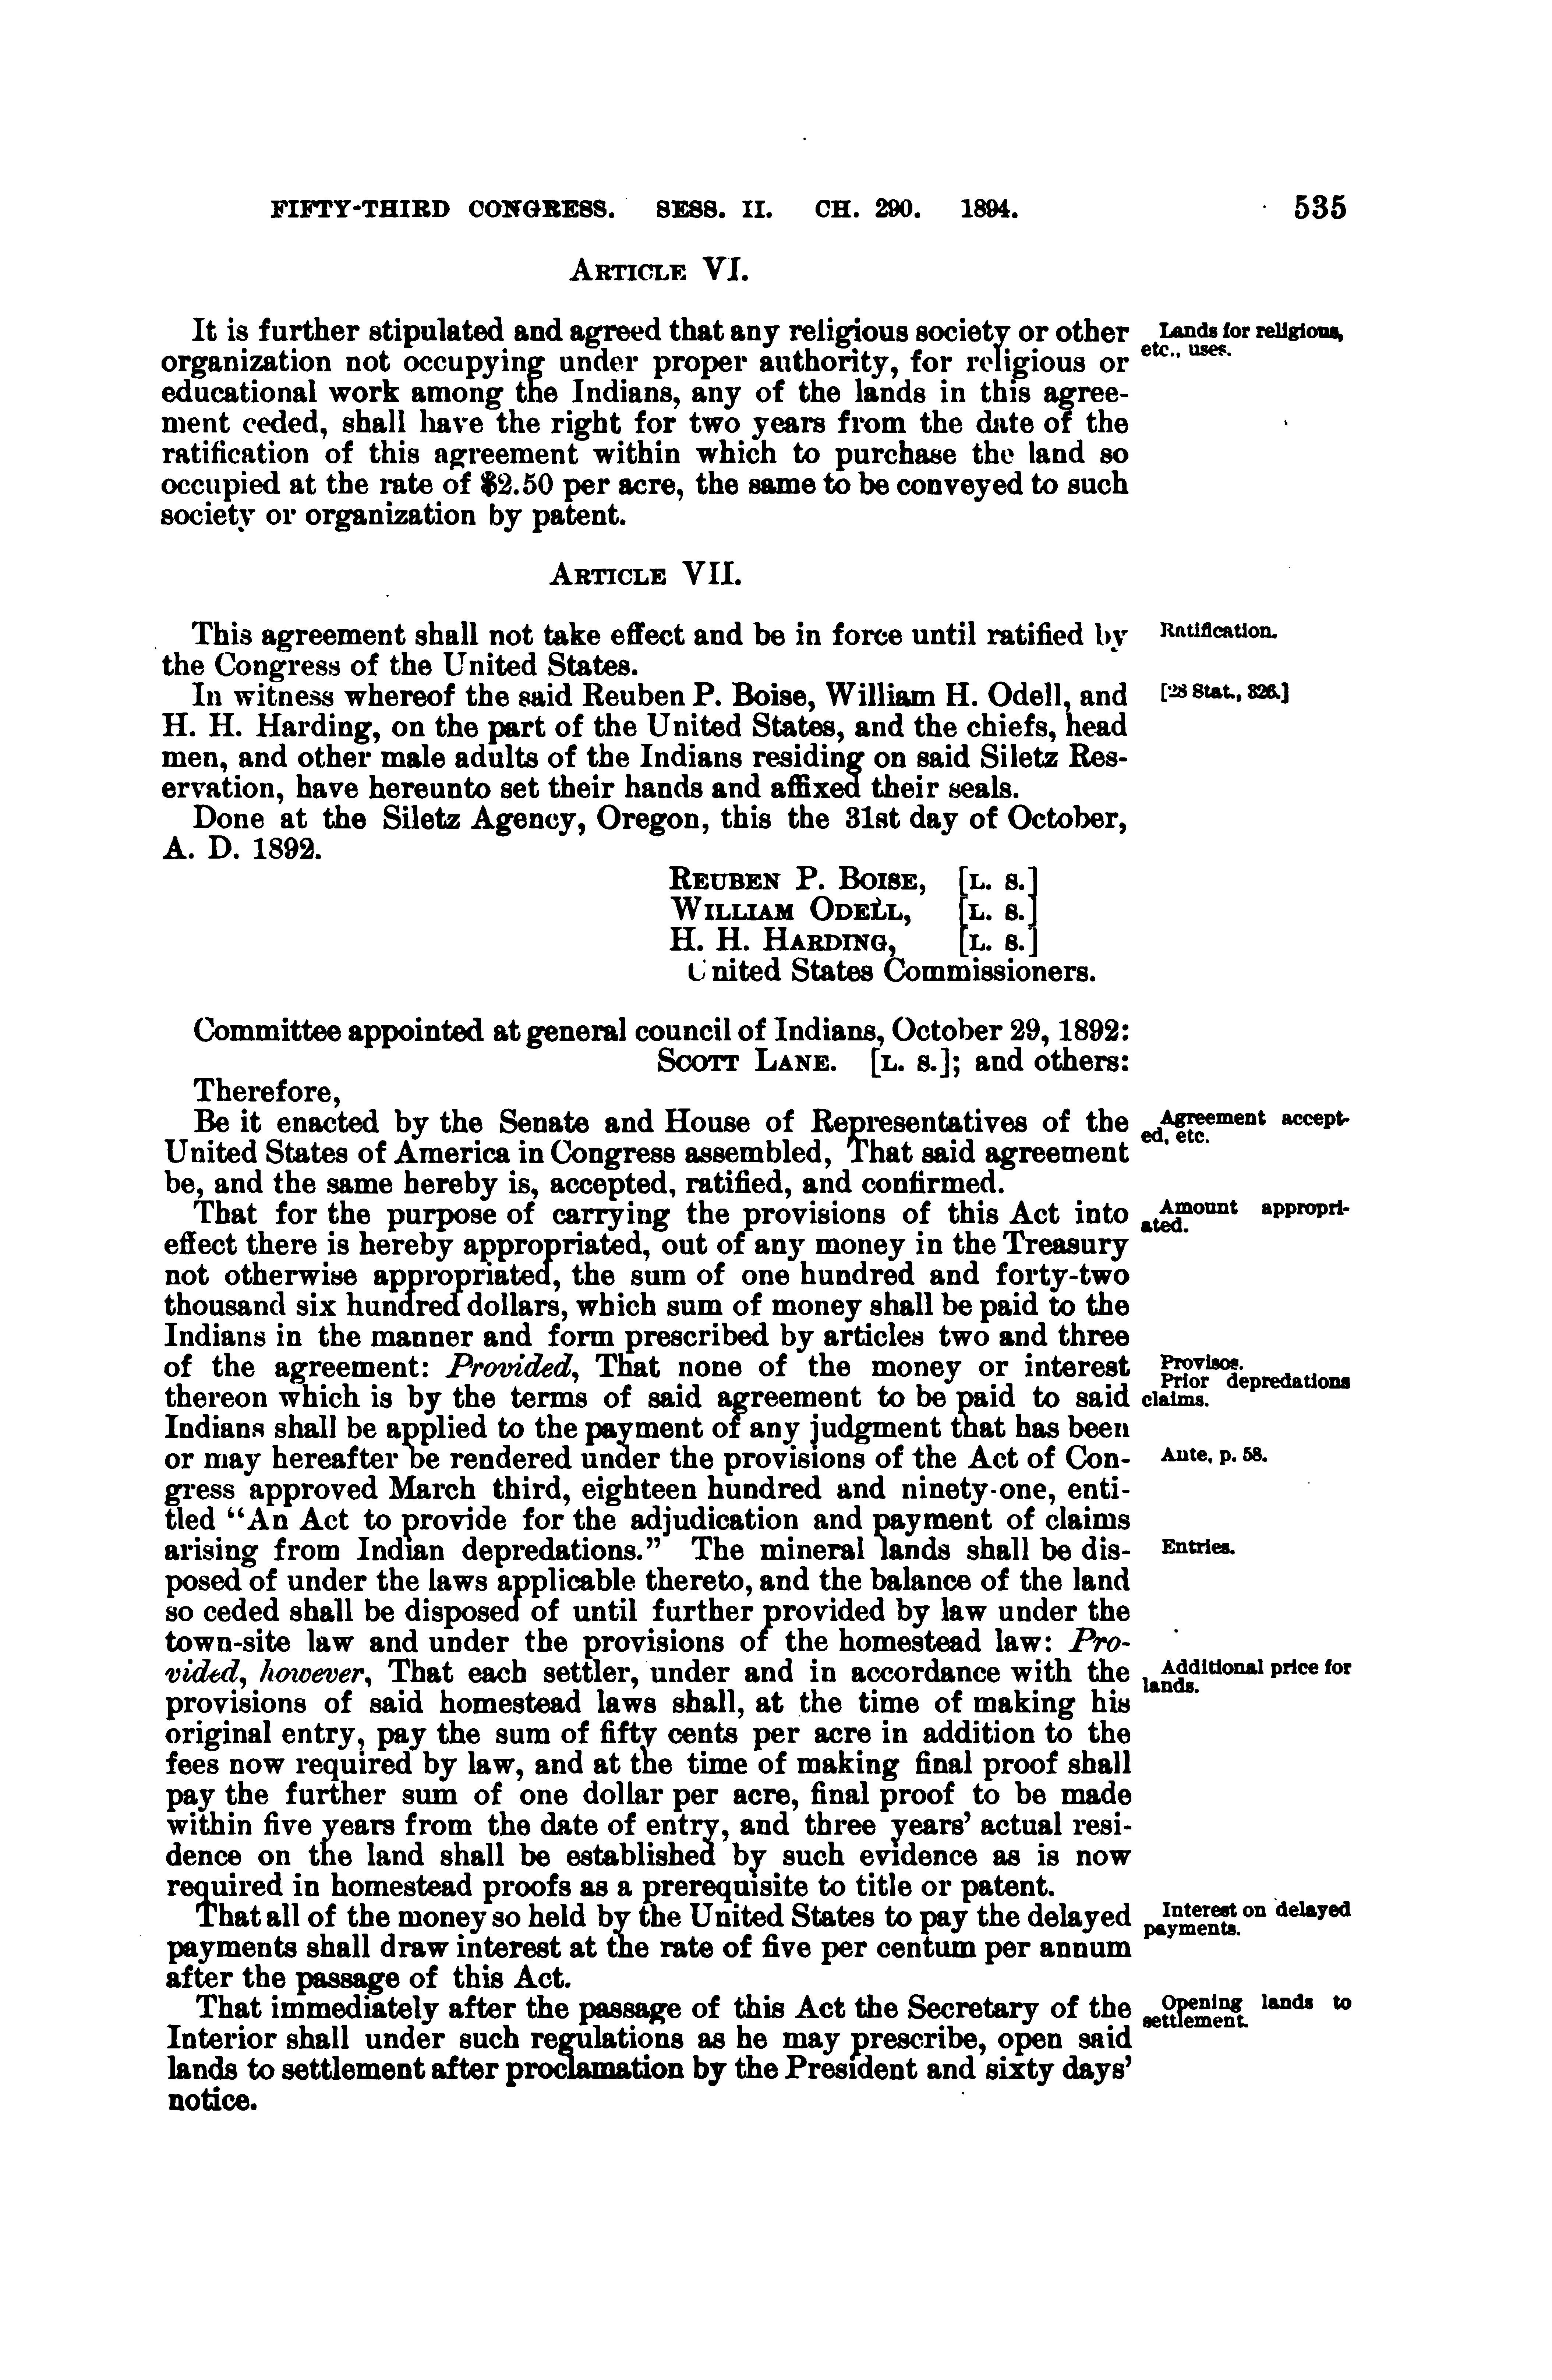 FIFTY-THIRD CONGRESS. SESS. II. CH. 290. 1894. 535
ARTICLE VI.
It is further stipulated and agreed that any religious society or other
organization not occupying under proper authority, for religious or
educational work among the Indians, any of the lands in this agree-
ment ceded, shall have the right for two years from the date of the
ratification of this agreement within which to purchase the land so
occupied at the rate of $2.50 per acre, the same to be conveyed to such
society or organization by patent.
Lands for religious,
etc., uses.
ARTICLE VII.
This agreement shall not take effect and be in force until ratified by
the Congress of the United States.
Ratification.
In witness whereof the said Reuben P. Boise, William H. Odell, and
H. H. Harding, on the part of the United States, and the chiefs, head
men, and other male adults of the Indians residing on said Siletz Res-
ervation, have hereunto set their hands and affixed their seals.
[28 Stat., 326.]
Done at the Siletz Agency, Oregon, this the 31st day of October,
A. D. 1892.
REUBEN P. BOISE, [L. S.]
WILLIAM ODELL, [L. S.]
H. H. HARDING, [L. S.]
United States Commissioners.
Committee appointed at general council of Indians, October 29, 1892:
SCOTT LANE. [L. S.]; and others:
Therefore,
Be it enacted by the Senate and House of Representatives of the
United States of America in Congress assembled, That said agreement
be, and the same hereby is, accepted, ratified, and confirmed.
Agreement accept-
ed, etc.
That for the purpose of carrying the provisions of this Act into
effect there is hereby appropriated, out of any money in the Treasury
not otherwise appropriated, the sum of one hundred and forty-two
thousand six hundred dollars, which sum of money shall be paid to the
Indians in the manner and form prescribed by articles two and three
of the agreement: Provided, That none of the money or interest
thereon which is by the terms of said agreement to be paid to said
Indians shall be applied to the payment of any judgment that has been
or may hereafter be rendered under the provisions of the Act of Con-
gress approved March third, eighteen hundred and ninety-one, enti-
tled "An Act to provide for the adjudication and payment of claims
arising from Indian depredations." The mineral lands shall be dis-
posed of under the laws applicable thereto, and the balance of the land
so ceded shall be disposed of until further provided by law under the
town-site law and under the provisions of the homestead law: Pro-
vided, however, That each settler, under and in accordance with the
provisions of said homestead laws shall, at the time of making his
original entry, pay the sum of fifty cents per acre in addition to the
fees now required by law, and at the time of making final proof shall
pay the further sum of one dollar per acre, final proof to be made
within five years from the date of entry, and three years' actual resi-
dence on the land shall be established by such evidence as is now
required in homestead proofs as a prerequisite to title or patent.
Amount appropri-
ated.
Provisos.
Prior depredations
claims.
Ante, p. 58.
Entries.
Additional price for
lands.
That all of the money so held by the United States to pay the delayed
payments shall draw interest at the rate of five per centum per annum
after the passage of this Act.
Interest on delayed
payments.
That immediately after the passage of this Act the Secretary of the
Interior shall under such regulations as he may prescribe, open said
lands to settlement after proclamation by the President and sixty days'
notice.
Opening lands to
settlement.